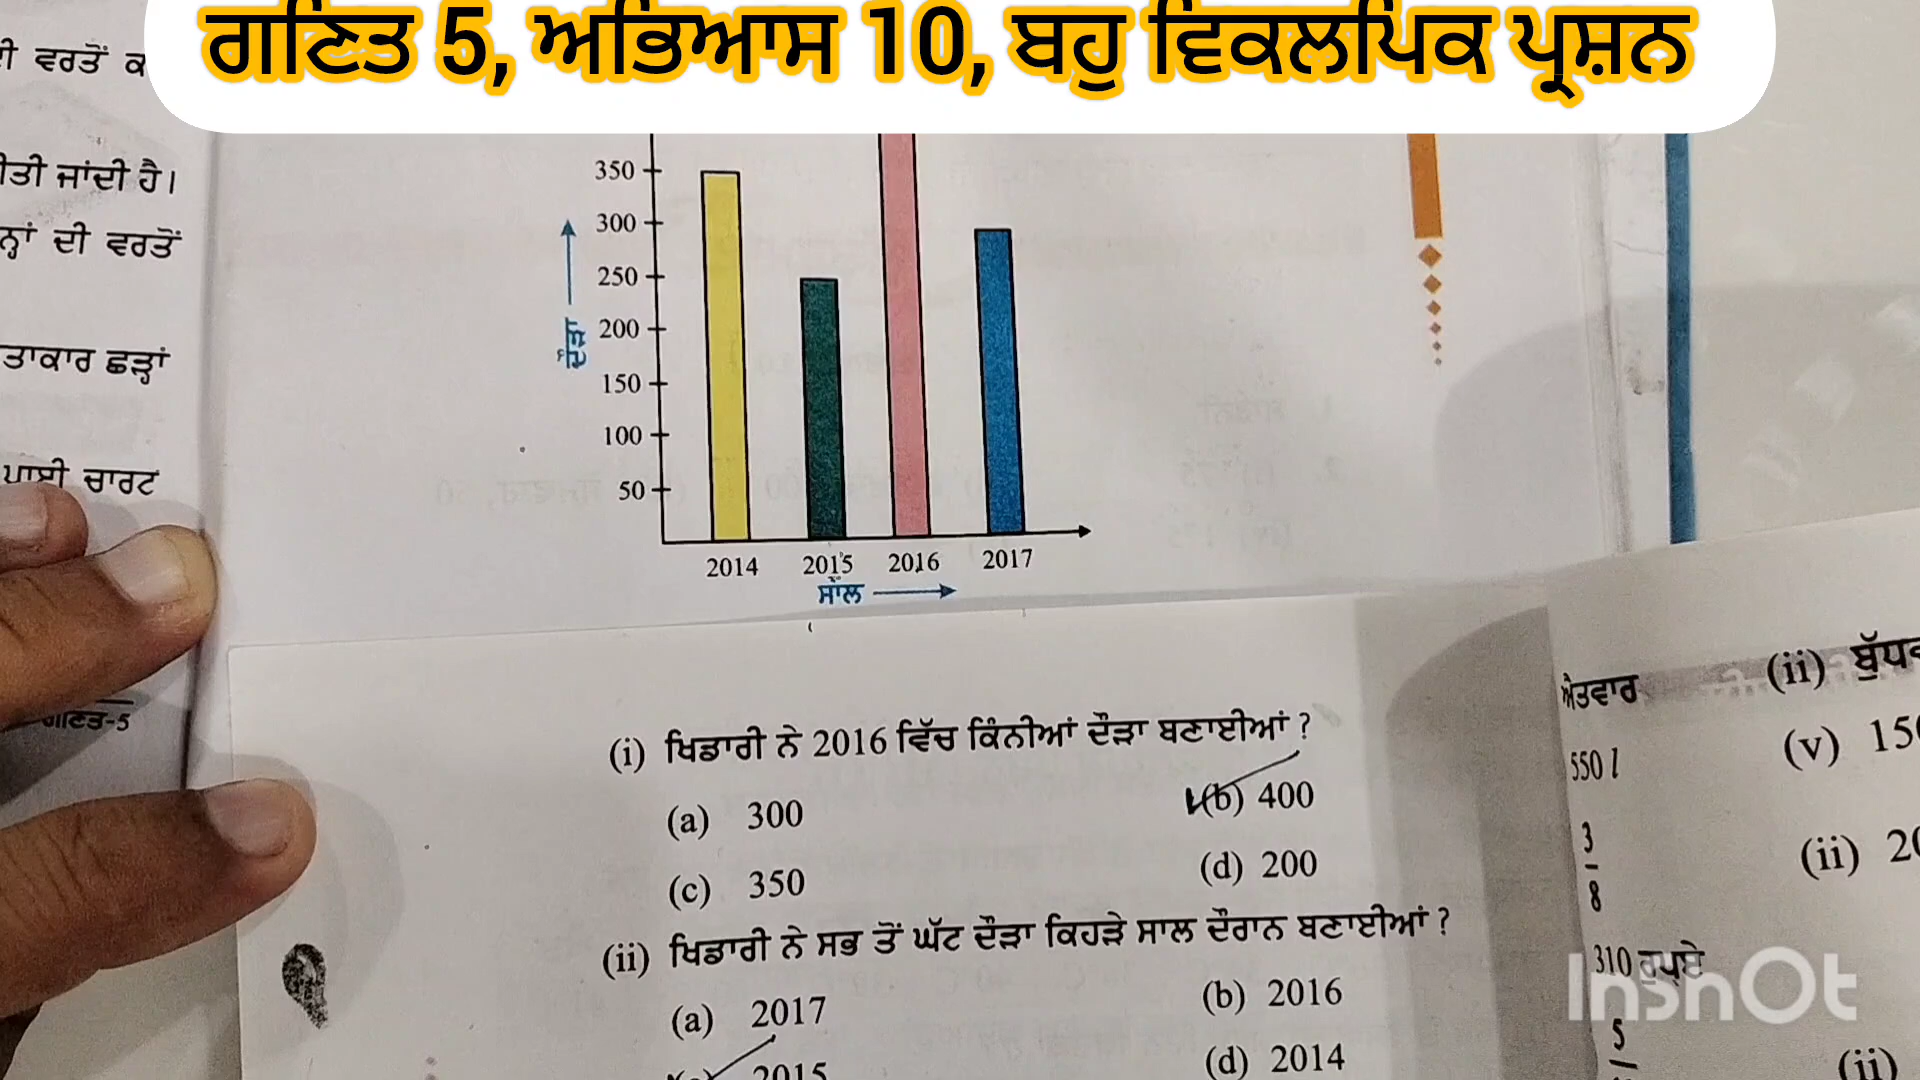 ਗਣਿਤ 5, ਅਭਿਆਸ 10, ਬਹੁ ਵਿਕਲਪਿਕ ਪ੍ਰਸ਼ਨ
ਵਰਤੋਂ
ਜਾਂਦੀ ਹੈ।
ਦੀ ਵਰਤੋਂ
ਤਾਕਾਰ ਛੜ੍ਹਾਂ
ਪਾਈ ਚਾਰਟ
ਗਣਿਤ-5
350
300
250
200
150
100
50
ਦੌੜਾਂ
2014 2015 2016 2017
ਸਾਲ
(i) ਖਿਡਾਰੀ ਨੇ 2016 ਵਿੱਚ ਕਿੰਨੀਆਂ ਦੌੜਾ ਬਣਾਈਆਂ ?
(a) 300 (b) 400
(c) 350 (d) 200
(ii) ਖਿਡਾਰੀ ਨੇ ਸਭ ਤੋਂ ਘੱਟ ਦੌੜਾ ਕਿਹੜੇ ਸਾਲ ਦੌਰਾਨ ਬਣਾਈਆਂ ?
(a) 2017 (b) 2016
2015 (d) 2014
ਐਤਵਾਰ (ii)
550 l (v)
3/8 (ii)
310 ਰੁਪਏ
5 (ii)
InShOt